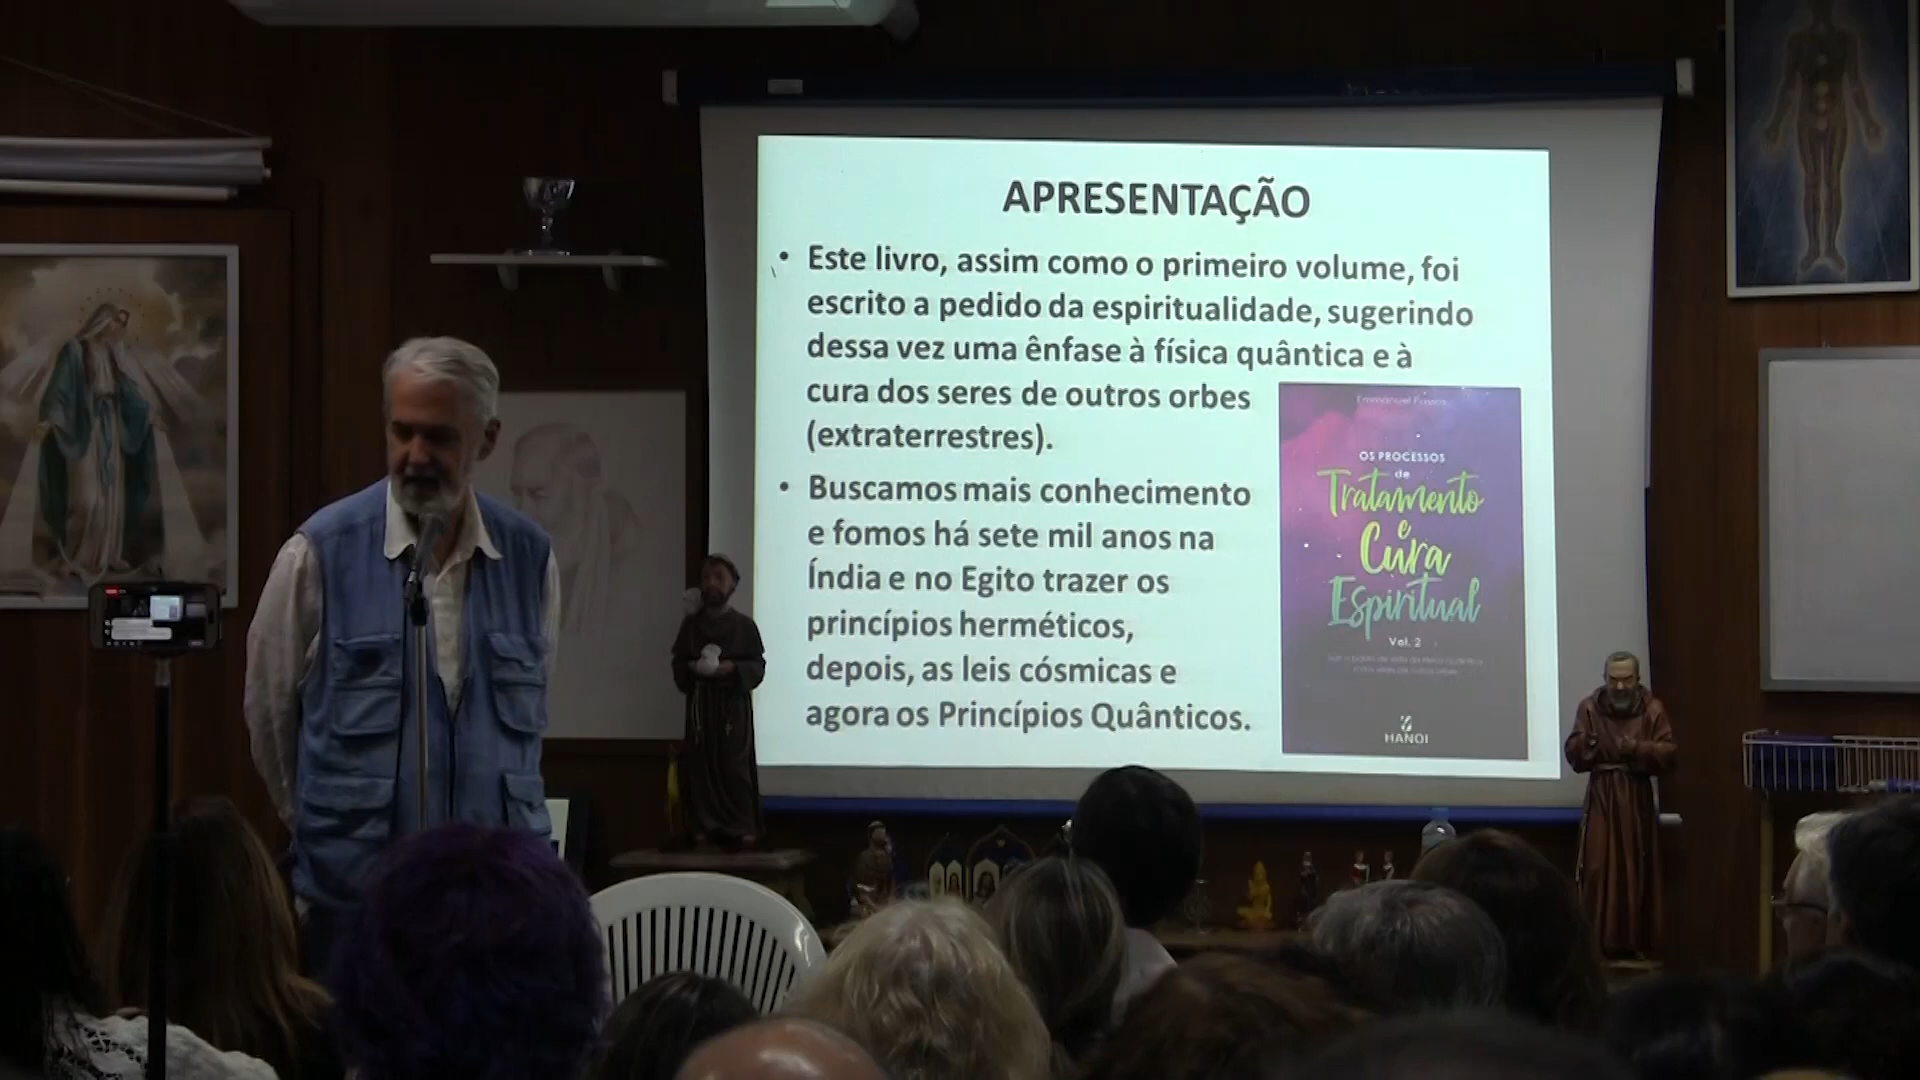 APRESENTAÇÃO
• Este livro, assim como o primeiro volume, foi
escrito a pedido da espiritualidade, sugerindo
dessa vez uma ênfase à física quântica e à
cura dos seres de outros orbes
(extraterrestres).
• Buscamos mais conhecimento
e fomos há sete mil anos na
Índia e no Egito trazer os
princípios herméticos,
depois, as leis cósmicas e
agora os Princípios Quânticos.
OS PROCESSOS
de
Tratamento
e
Cura
Espiritual
Vol. 2
HANOI